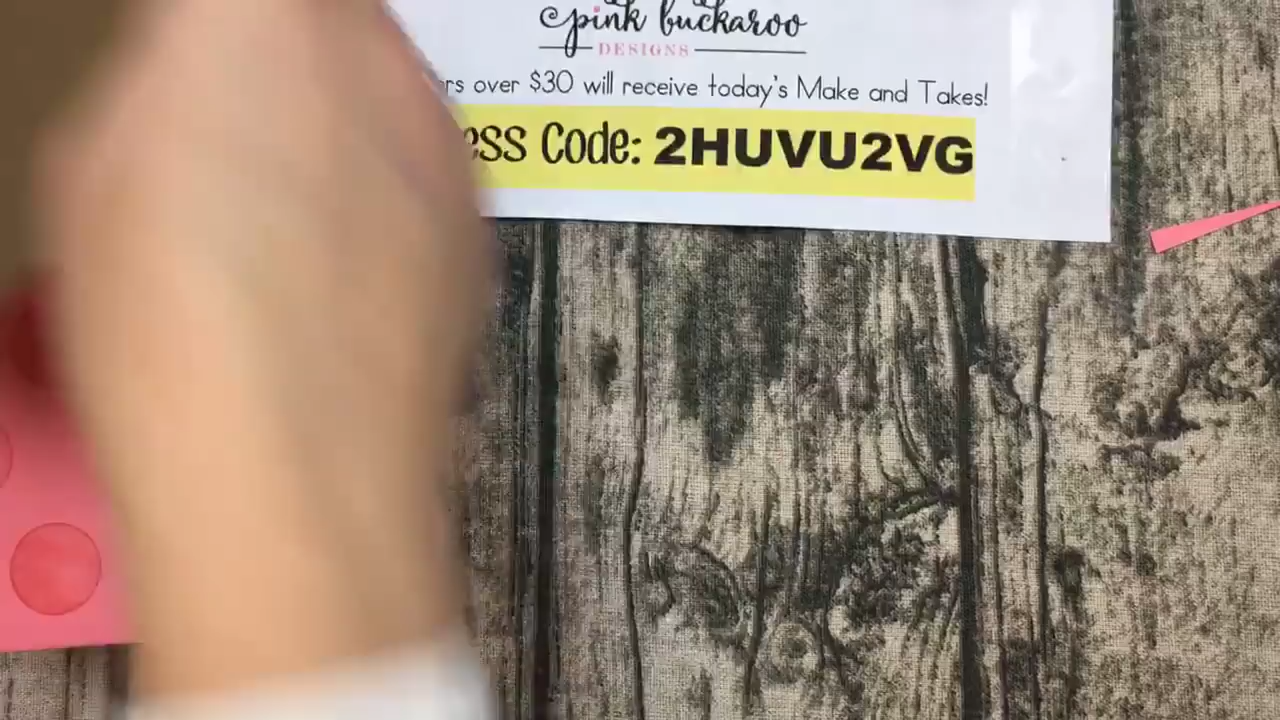 pink buckaroo
DESIGNS
over $30 will receive today's Make and Takes!
Code: 2HUVU2VG